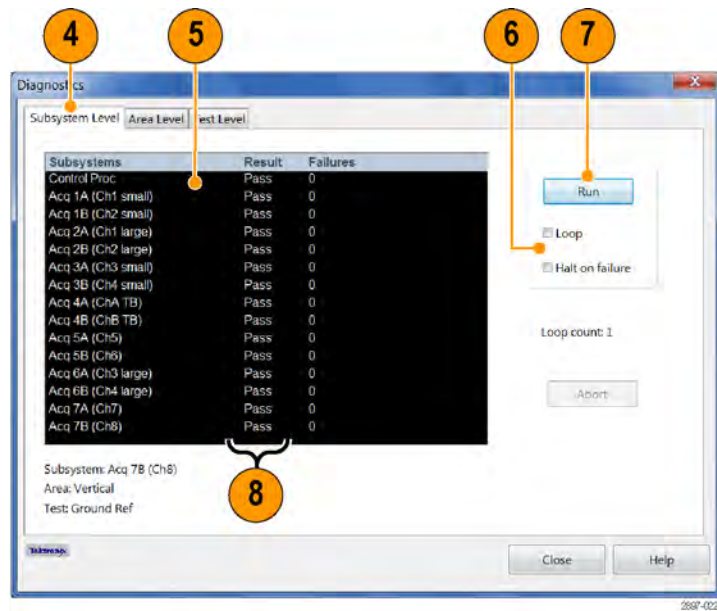 4 5 6 7
Diagnostics
Subsystem Level Area Level Test Level
Subsystems Result Failures
Control Proc Pass 0
Acq 1A (Ch1 small) Pass 0
Acq 1B (Ch2 small) Pass 0
Acq 2A (Ch1 large) Pass 0
Acq 2B (Ch2 large) Pass 0
Acq 3A (Ch3 small) Pass 0
Acq 3B (Ch4 small) Pass 0
Acq 4A (ChA TB) Pass 0
Acq 4B (ChB TB) Pass 0
Acq 5A (Ch5) Pass 0
Acq 5B (Ch6) Pass 0
Acq 6A (Ch3 large) Pass 0
Acq 6B (Ch4 large) Pass 0
Acq 7A (Ch7) Pass 0
Acq 7B (Ch8) Pass 0
Run
Loop
Halt on failure
Loop count: 1
Abort
8
Subsystem: Acq 7B (Ch8)
Area: Vertical
Test: Ground Ref
Tektronix
Close Help
2897-022